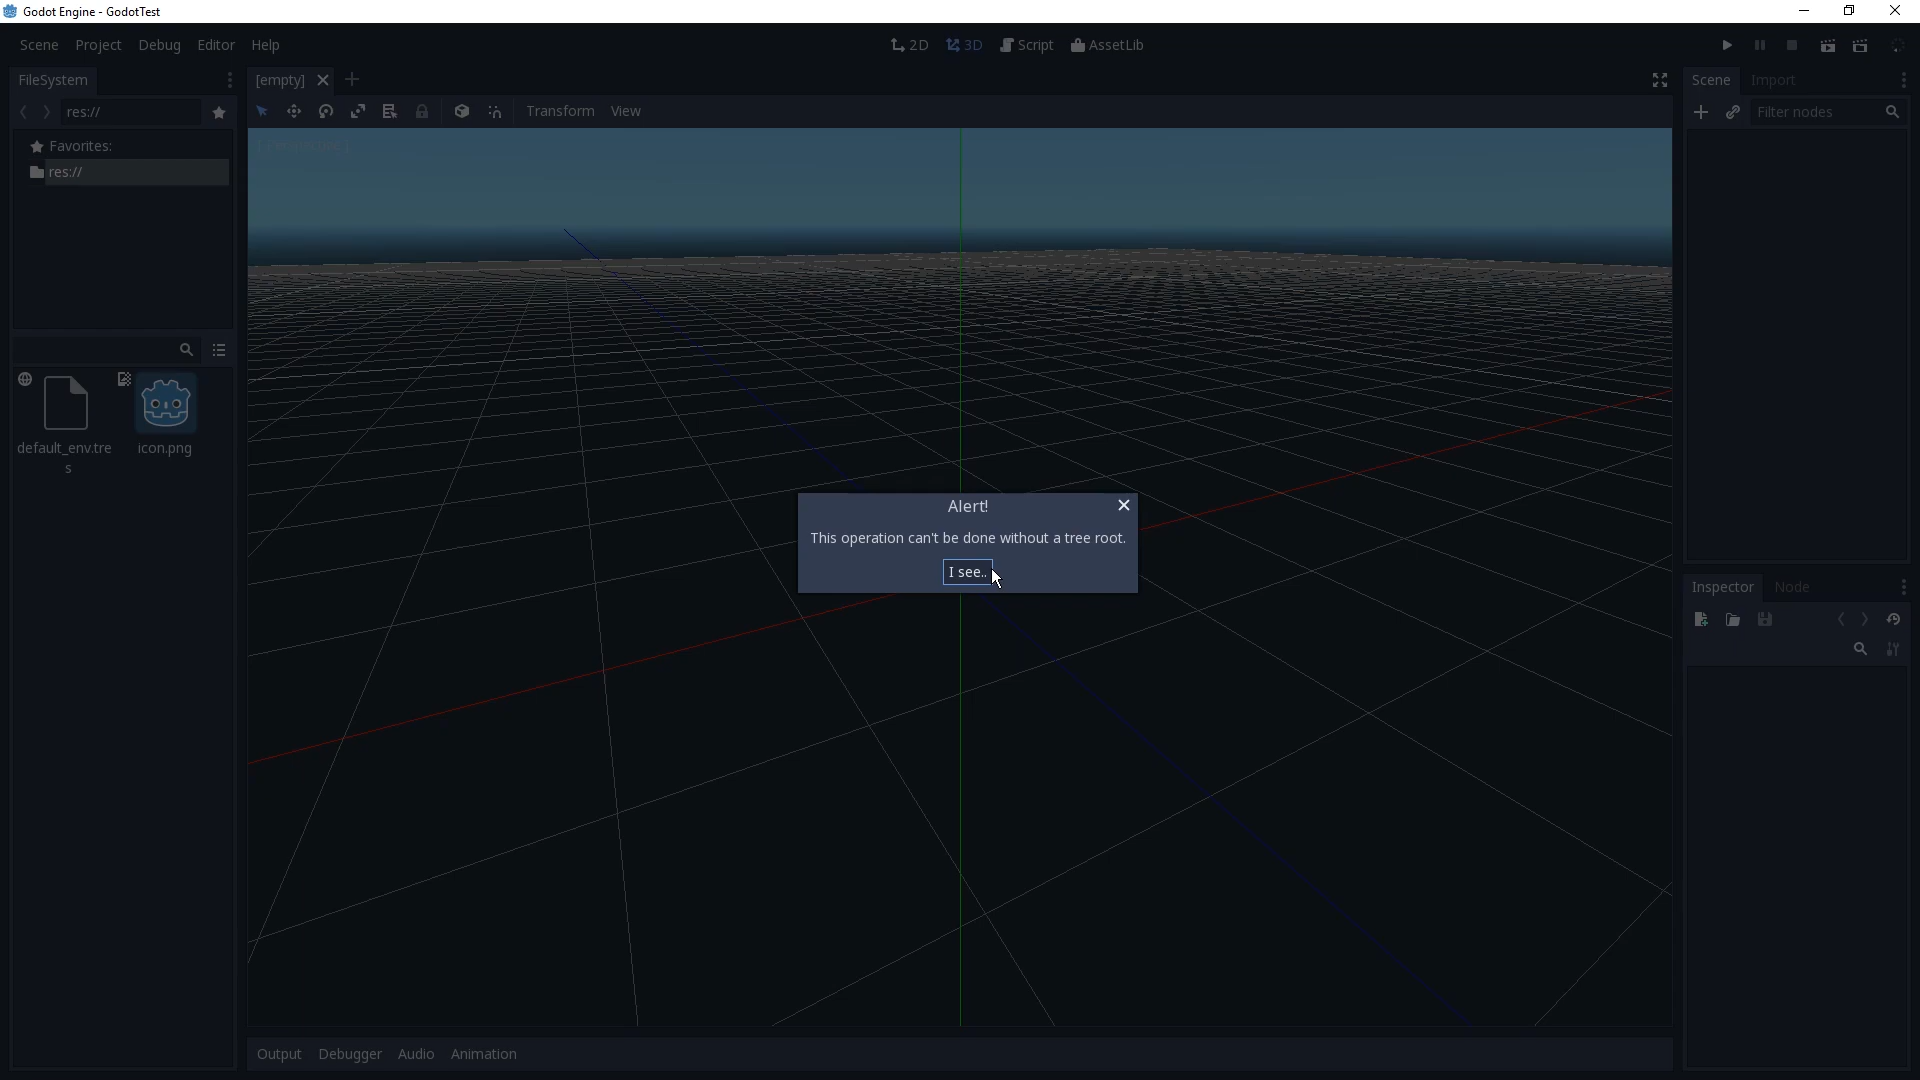 Godot Engine - GodotTest
Scene Project Debug Editor Help
2D 3D Script AssetLib
FileSystem
[empty]
Scene Import
res://
Transform View
Filter nodes
Favorites:
res://
default_env.tre
s
icon.png
Alert!
This operation can't be done without a tree root.
I see..
Inspector Node
Output Debugger Audio Animation